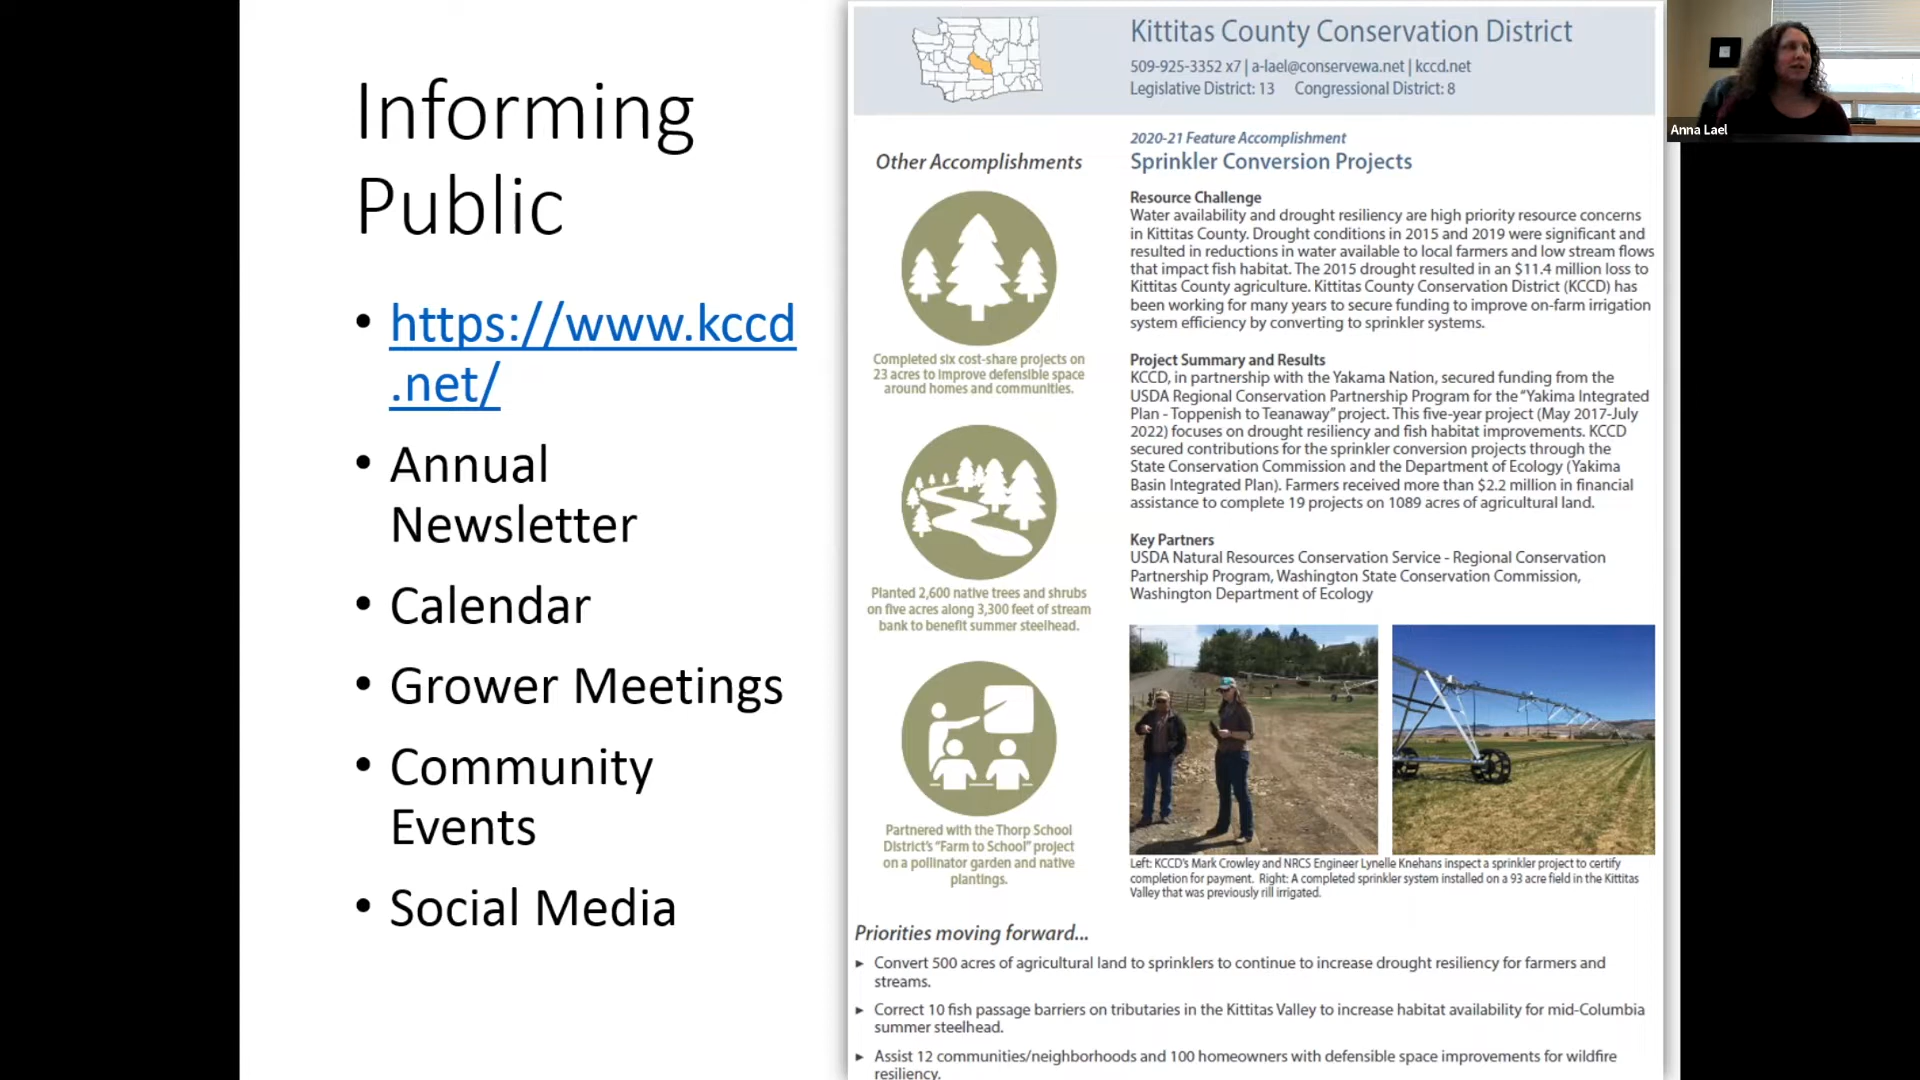 Informing
Public
• https://www.kccd
.net/
• Annual
Newsletter
• Calendar
• Grower Meetings
• Community
Events
• Social Media
Kittitas County Conservation District
509-925-3352 x7 | a-lael@conservewa.net | kccd.net
Legislative District: 13 Congressional District: 8
Other Accomplishments
Completed six cost-share projects on
23 acres to improve defensible space
around homes and communities.
Planted 2,600 native trees and shrubs
on five acres along 3,300 feet of stream
bank to benefit summer steelhead.
Partnered with the Thorp School
District's "Farm to School" project
on a pollinator garden and native
plantings.
2020-21 Feature Accomplishment
Sprinkler Conversion Projects
Resource Challenge
Water availability and drought resiliency are high priority resource concerns
in Kittitas County. Drought conditions in 2015 and 2019 were significant and
resulted in reductions in water available to local farmers and low stream flows
that impact fish habitat. The 2015 drought resulted in an $11.4 million loss to
Kittitas County agriculture. Kittitas County Conservation District (KCCD) has
been working for many years to secure funding to improve on-farm irrigation
system efficiency by converting to sprinkler systems.
Project Summary and Results
KCCD, in partnership with the Yakama Nation, secured funding from the
USDA Regional Conservation Partnership Program for the "Yakima Integrated
Plan - Toppenish to Teanaway" project. This five-year project (May 2017-July
2022) focuses on drought resiliency and fish habitat improvements. KCCD
secured contributions for the sprinkler conversion projects through the
State Conservation Commission and the Department of Ecology (Yakima
Basin Integrated Plan). Farmers received more than $2.2 million in financial
assistance to complete 19 projects on 1089 acres of agricultural land.
Key Partners
USDA Natural Resources Conservation Service - Regional Conservation
Partnership Program, Washington State Conservation Commission,
Washington Department of Ecology
Left: KCCD's Mark Crowley and NRCS Engineer Lynelle Knehans inspect a sprinkler project to certify
completion for payment. Right: A completed sprinkler system installed on a 93 acre field in the Kittitas
Valley that was previously rill irrigated.
Priorities moving forward...
► Convert 500 acres of agricultural land to sprinklers to continue to increase drought resiliency for farmers and
streams.
► Correct 10 fish passage barriers on tributaries in the Kittitas Valley to increase habitat availability for mid-Columbia
summer steelhead.
► Assist 12 communities/neighborhoods and 100 homeowners with defensible space improvements for wildfire
resiliency.
Anna Lael